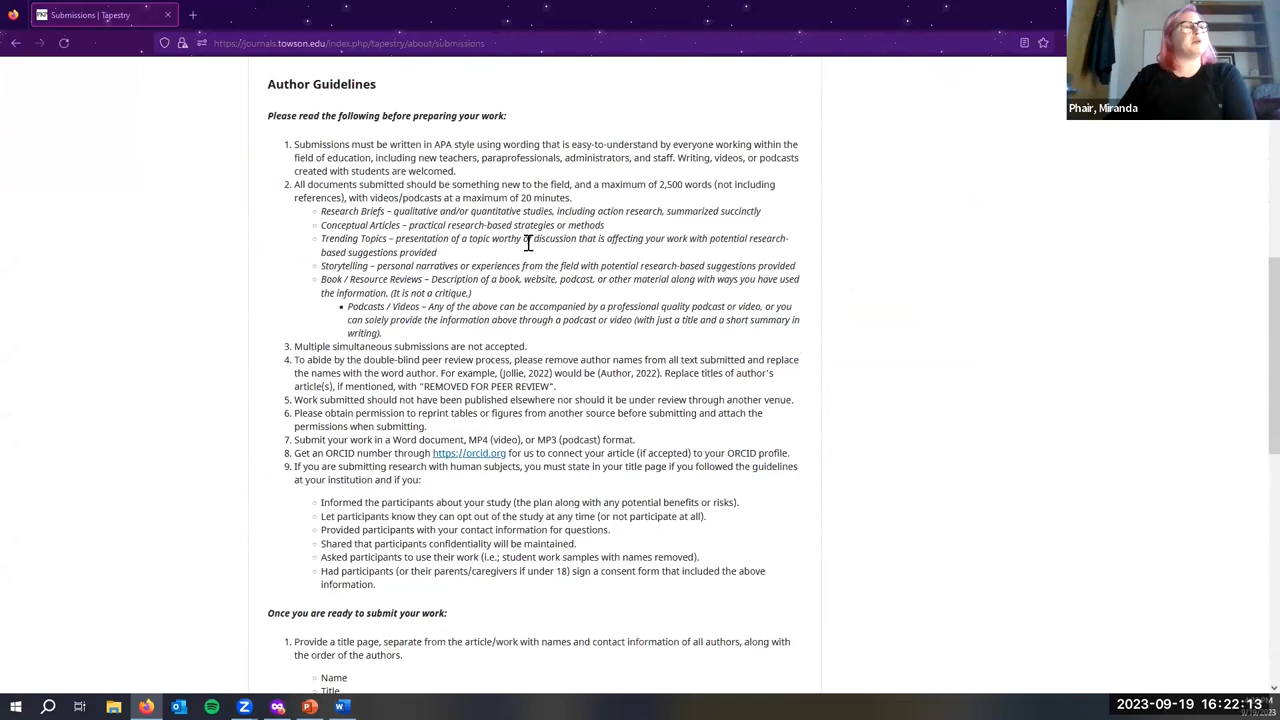 Submissions | Tapestry
https://journals.towson.edu/index.php/tapestry/about/submissions
Phair, Miranda
Author Guidelines
Please read the following before preparing your work:
1. Submissions must be written in APA style using wording that is easy-to-understand by everyone working within the
field of education, including new teachers, paraprofessionals, administrators, and staff. Writing, videos, or podcasts
created with students are welcomed.
2. All documents submitted should be something new to the field, and a maximum of 2,500 words (not including
references), with videos/podcasts at a maximum of 20 minutes.
Research Briefs – qualitative and/or quantitative studies, including action research, summarized succinctly
Conceptual Articles – practical research-based strategies or methods
Trending Topics – presentation of a topic worthy of discussion that is affecting your work with potential research-
based suggestions provided
Storytelling – personal narratives or experiences from the field with potential research-based suggestions provided
Book / Resource Reviews – Description of a book, website, podcast, or other material along with ways you have used
the information. (It is not a critique.)
Podcasts / Videos – Any of the above can be accompanied by a professional quality podcast or video, or you
can solely provide the information above through a podcast or video (with just a title and a short summary in
writing).
3. Multiple simultaneous submissions are not accepted.
4. To abide by the double-blind peer review process, please remove author names from all text submitted and replace
the names with the word author. For example, (Jollie, 2022) would be (Author, 2022). Replace titles of author's
article(s), if mentioned, with "REMOVED FOR PEER REVIEW".
5. Work submitted should not have been published elsewhere nor should it be under review through another venue.
6. Please obtain permission to reprint tables or figures from another source before submitting and attach the
permissions when submitting.
7. Submit your work in a Word document, MP4 (video), or MP3 (podcast) format.
8. Get an ORCID number through https://orcid.org for us to connect your article (if accepted) to your ORCID profile.
9. If you are submitting research with human subjects, you must state in your title page if you followed the guidelines
at your institution and if you:
Informed the participants about your study (the plan along with any potential benefits or risks).
Let participants know they can opt out of the study at any time (or not participate at all).
Provided participants with your contact information for questions.
Shared that participants confidentiality will be maintained.
Asked participants to use their work (i.e.; student work samples with names removed).
Had participants (or their parents/caregivers if under 18) sign a consent form that included the above
information.
Once you are ready to submit your work:
1. Provide a title page, separate from the article/work with names and contact information of all authors, along with
the order of the authors.
Name
Title
2023-09-19 16:22:13